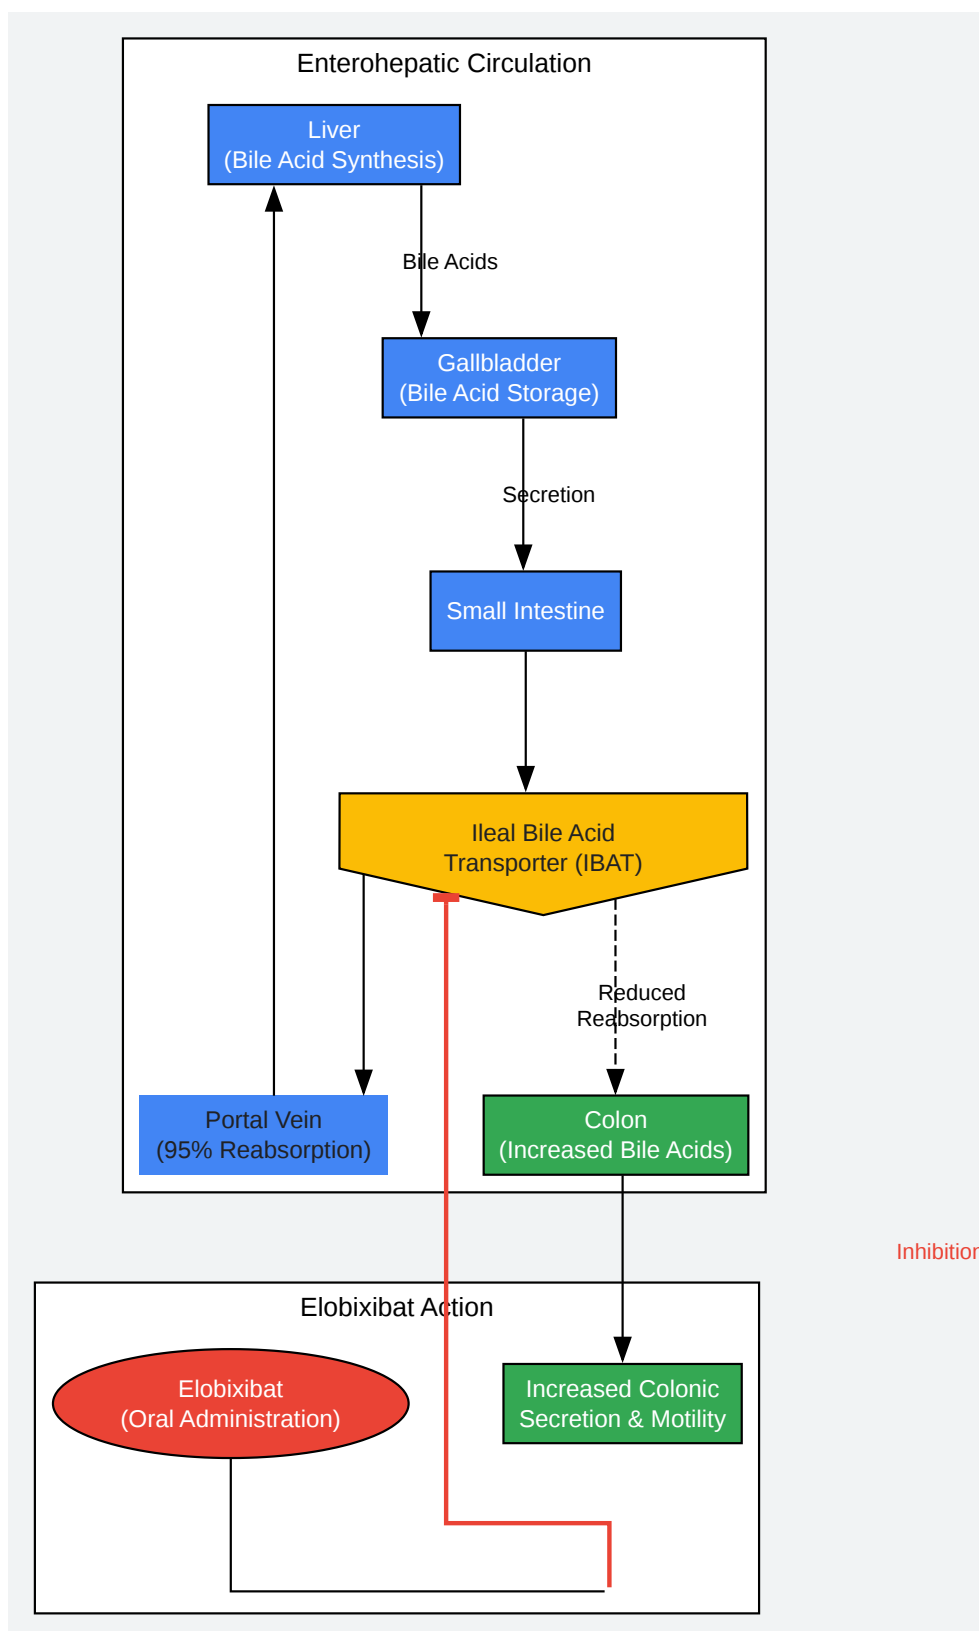 Enterohepatic Circulation
Liver
(Bile Acid Synthesis)
Bile Acids
Gallbladder
(Bile Acid Storage)
Secretion
Small Intestine
Ileal Bile Acid
Transporter (IBAT)
Reduced
Reabsorption
Portal Vein
(95% Reabsorption)
Colon
(Increased Bile Acids)
Inhibition
Elobixibat Action
Elobixibat
(Oral Administration)
Increased Colonic
Secretion & Motility